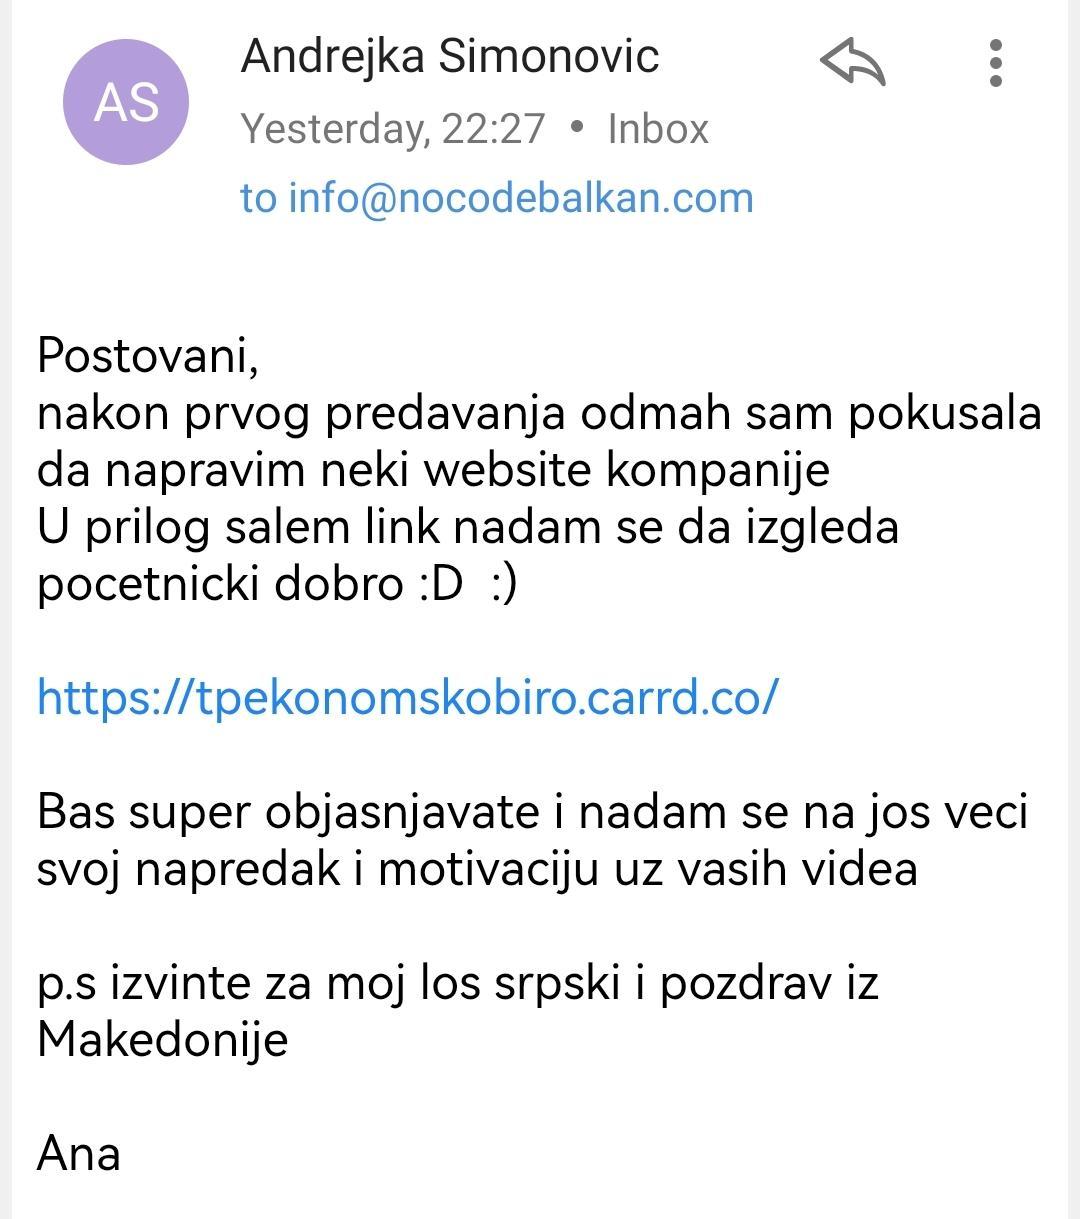 AS
Andrejka Simonovic
Yesterday, 22:27 • Inbox
to info@nocodebalkan.com
Postovani,
nakon prvog predavanja odmah sam pokusala
da napravim neki website kompanije
U prilog salem link nadam se da izgleda
pocetnicki dobro :D  :)
https://tpekonomskobiro.carrd.co/
Bas super objasnjavate i nadam se na jos veci
svoj napredak i motivaciju uz vasih videa
p.s izvinte za moj los srpski i pozdrav iz
Makedonije
Ana